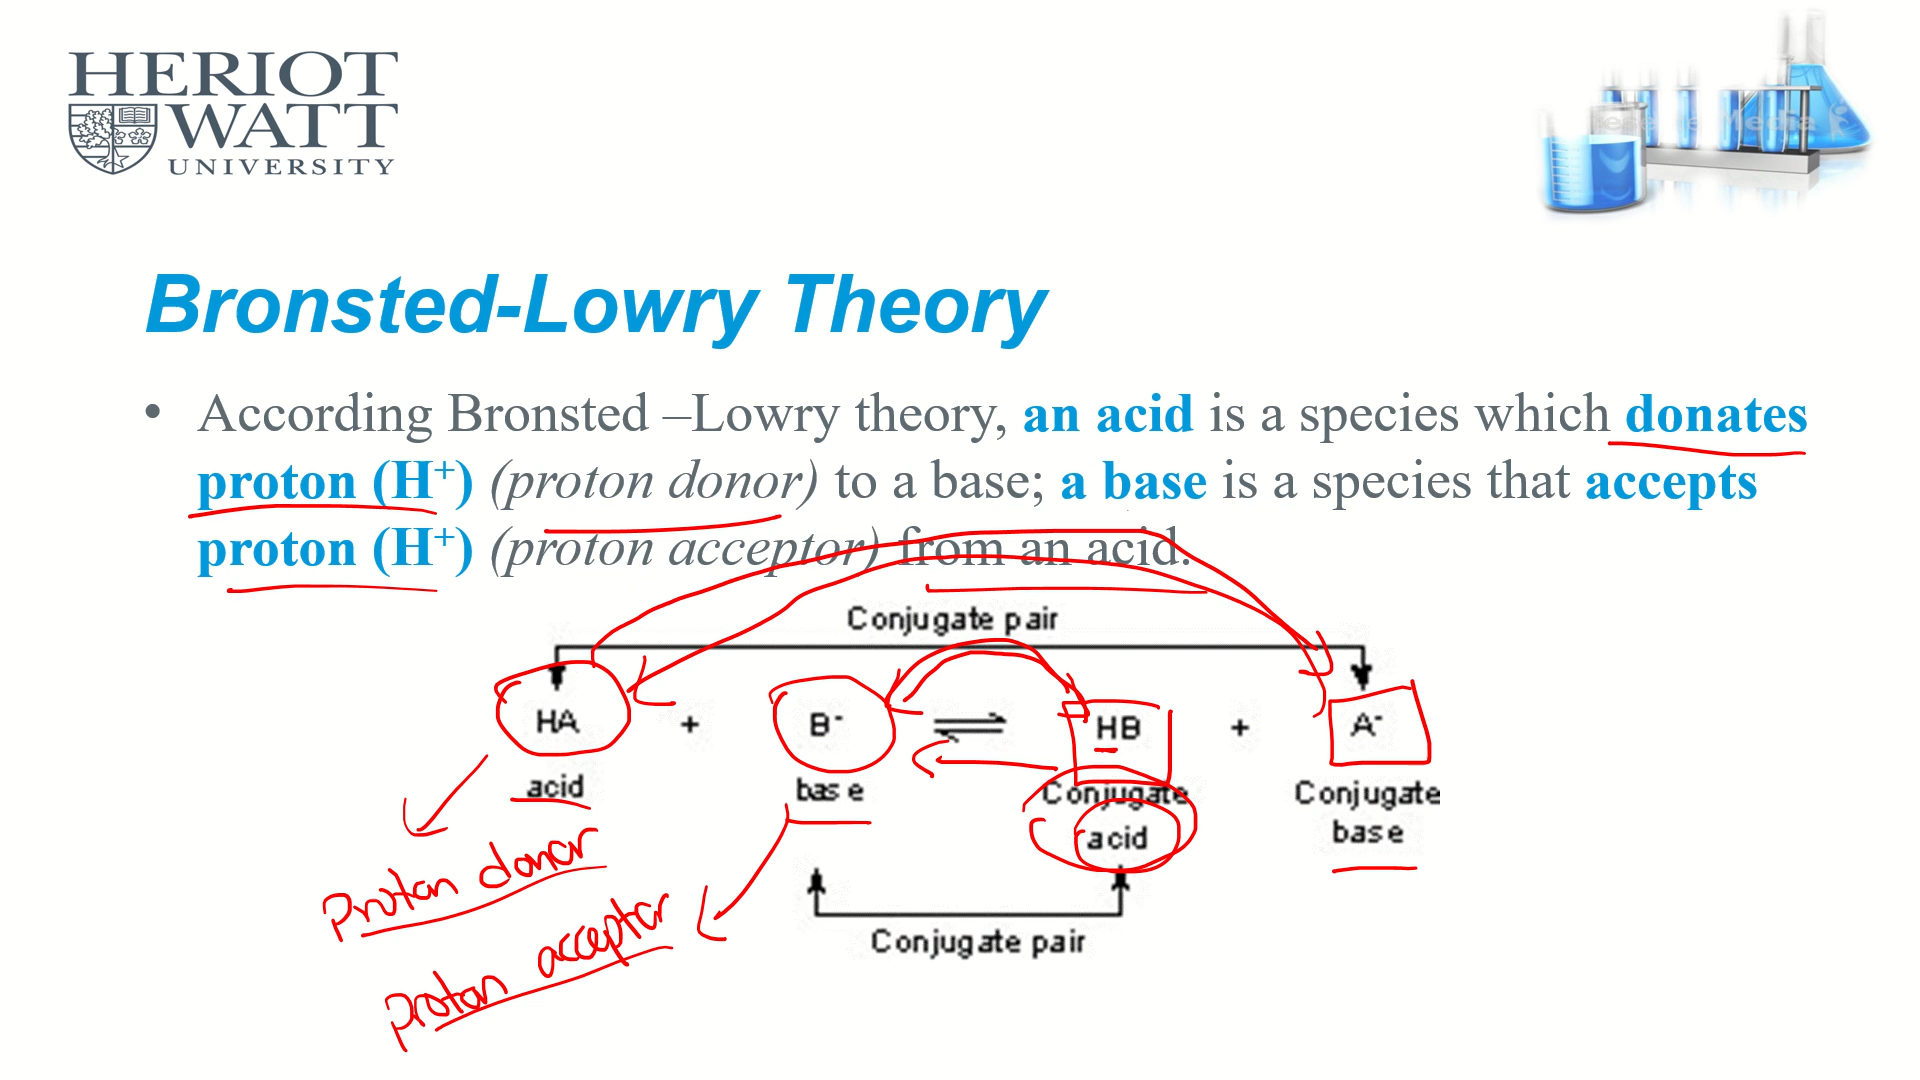 HERIOT
WATT
UNIVERSITY
Media
Bronsted-Lowry Theory
• According Bronsted –Lowry theory, an acid is a species which donates
proton (H⁺) (proton donor) to a base; a base is a species that accepts
proton (H⁺) (proton acceptor) from an acid.
Conjugate pair
HA + B⁻ ⇌ HB + A⁻
acid base Conjugate acid Conjugate base
Proton donor
proton acceptor
Conjugate pair